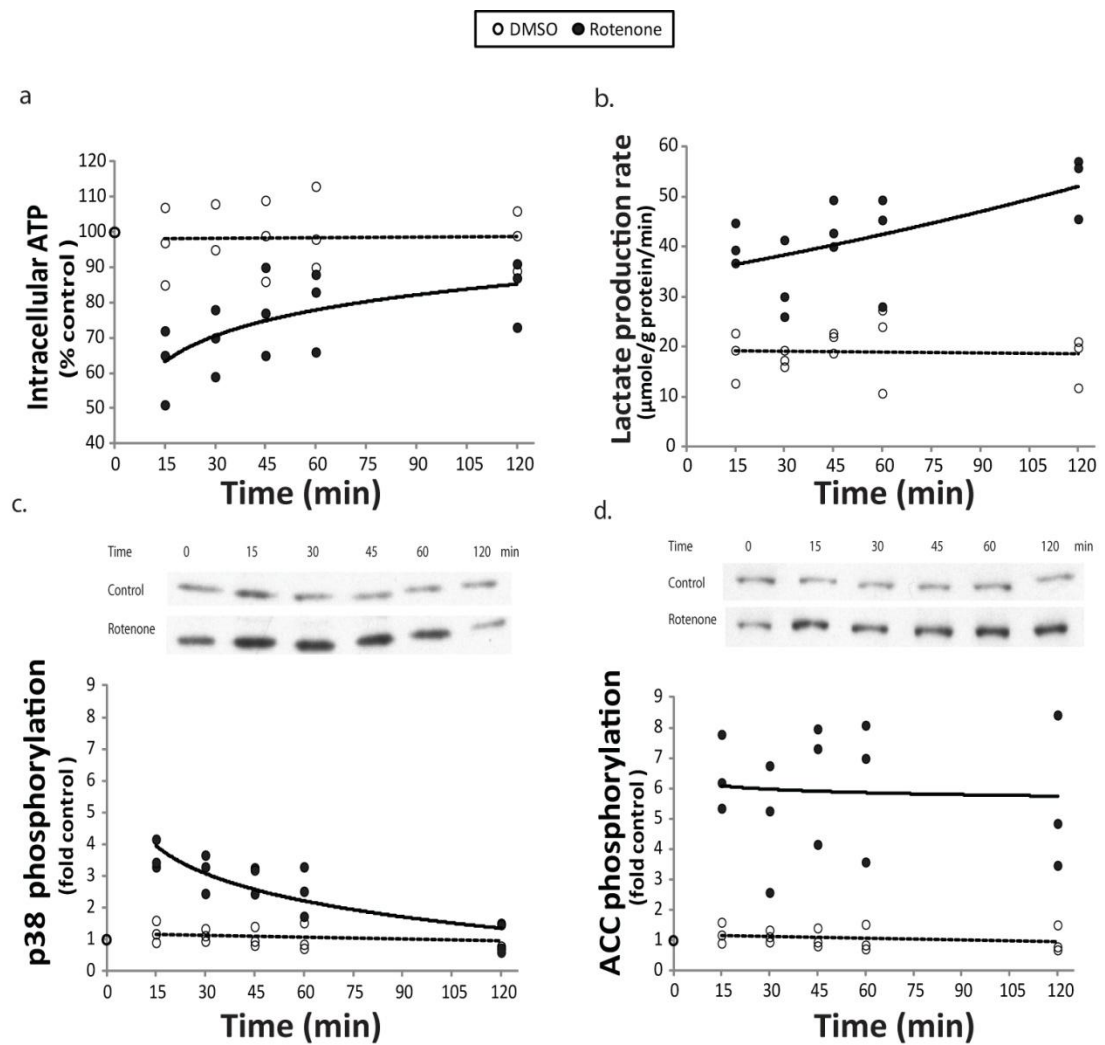 DMSO Rotenone
a
Intracellular ATP
(% control)
120
110
100
90
80
70
60
50
40
0 15 30 45 60 75 90 105 120
Time (min)
b.
Lactate production rate
(µmole/g protein/min)
60
50
40
30
20
10
0
0 15 30 45 60 75 90 105 120
Time (min)
c.
Time 0 15 30 45 60 120 min
Control
Rotenone
p38 phosphorylation
(fold control)
9
8
7
6
5
4
3
2
1
0
0 15 30 45 60 75 90 105 120
Time (min)
d.
Time 0 15 30 45 60 120 min
Control
Rotenone
ACC phosphorylation
(fold control)
9
8
7
6
5
4
3
2
1
0
0 15 30 45 60 75 90 105 120
Time (min)